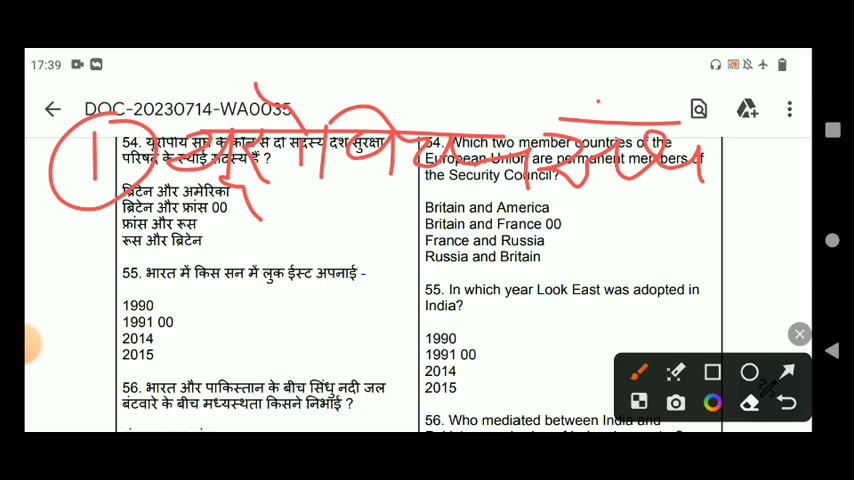 17:39
DOC-20230714-WA0035
1
54. यूरोपीय संघ के कौन से दो सदस्य देश सुरक्षा
परिषद के स्थाई सदस्य हैं ?
ब्रिटेन और अमेरिका
ब्रिटेन और फ्रांस 00
फ्रांस और रूस
रूस और ब्रिटेन
55. भारत में किस सन में लुक ईस्ट अपनाई -
1990
1991 00
2014
2015
56. भारत और पाकिस्तान के बीच सिंधु नदी जल
बंटवारे के बीच मध्यस्थता किसने निभाई ?
54. Which two member countries of the
European Union are permanent members of
the Security Council?
Britain and America
Britain and France 00
France and Russia
Russia and Britain
55. In which year Look East was adopted in
India?
1990
1991 00
2014
2015
56. Who mediated between India and